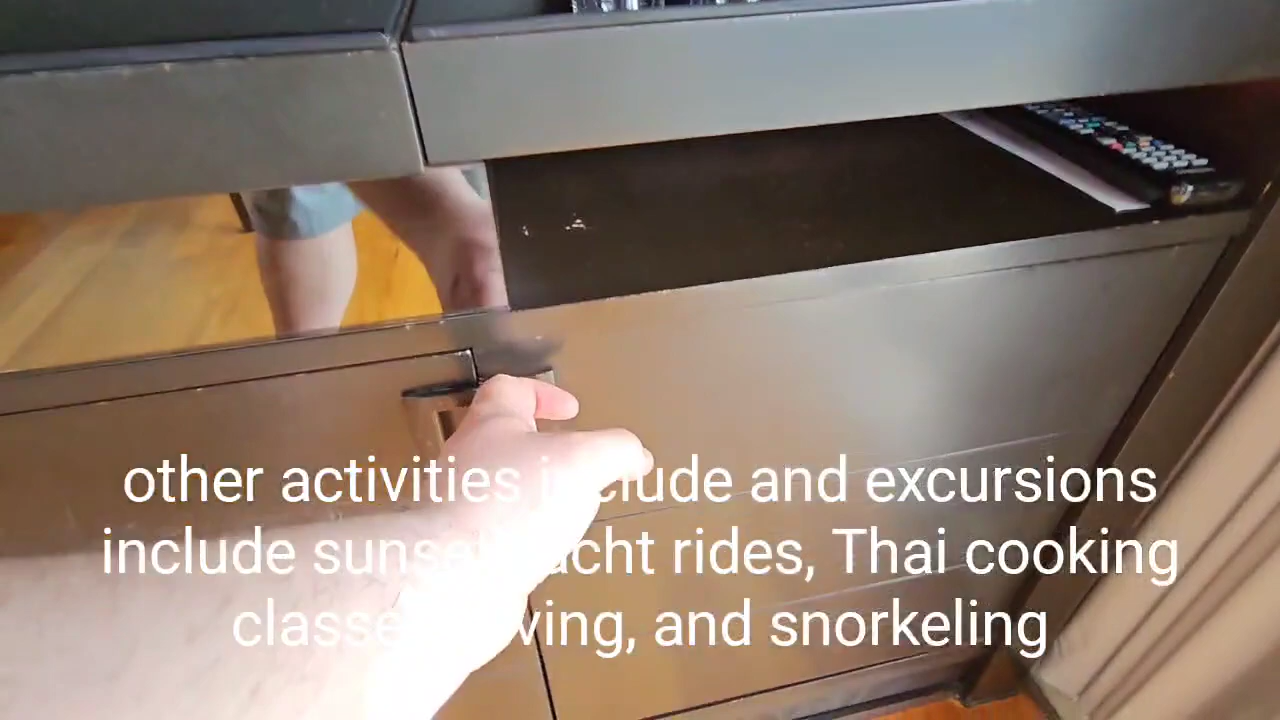 other activities include and excursions
include sunset yacht rides, Thai cooking
classes, diving, and snorkeling